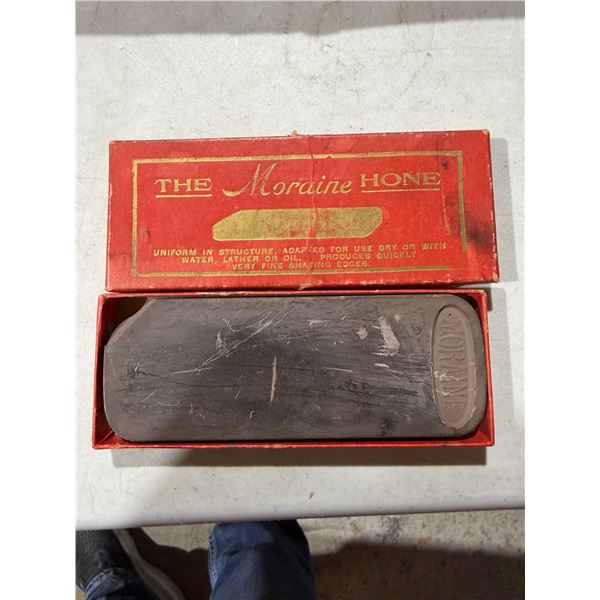 THE Moraine HONE
UNIFORM IN STRUCTURE, ADAPTED FOR USE DRY OR WITH
WATER, LATHER OR OIL. PRODUCES QUICKLY
VERY FINE SHAVING EDGES.
MORAINE